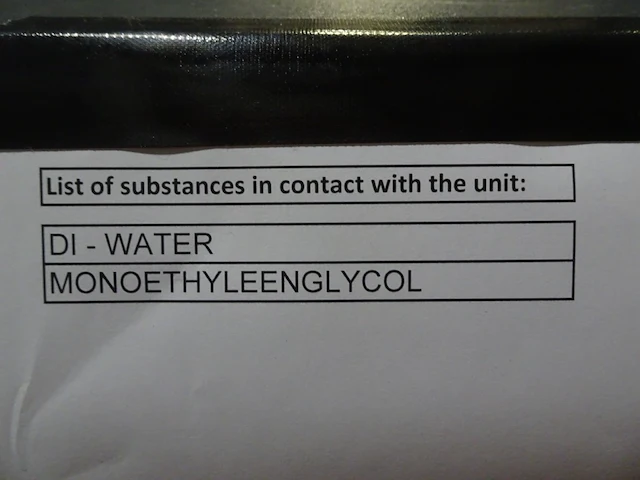 List of substances in contact with the unit:
DI - WATER
MONOETHYLEENGLYCOL